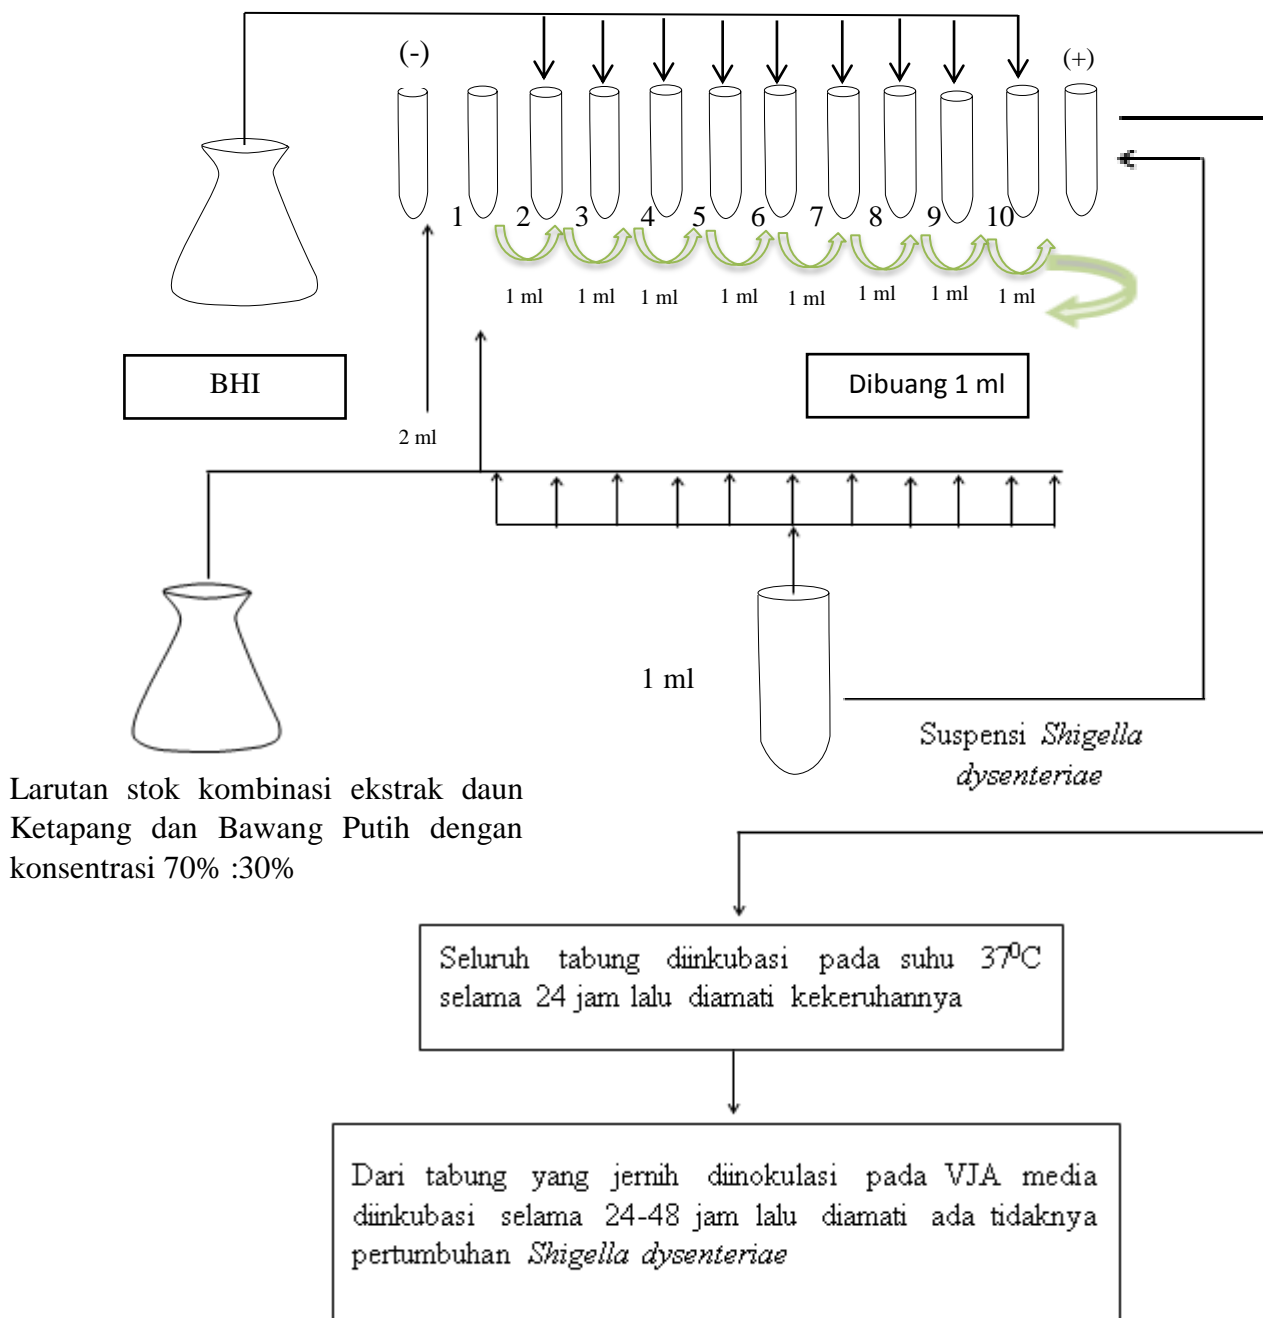 (-)
(+)
1 2 3 4 5 6 7 8 9 10
1 ml 1 ml 1 ml 1 ml 1 ml 1 ml 1 ml 1 ml
BHI
Dibuang 1 ml
2 ml
1 ml
Suspensi Shigella
dysenteriae
Larutan stok kombinasi ekstrak daun
Ketapang dan Bawang Putih dengan
konsentrasi 70% :30%
Seluruh tabung diinkubasi pada suhu 37⁰C
selama 24 jam lalu diamati kekeruhannya
Dari tabung yang jernih diinokulasi pada VJA media
diinkubasi selama 24-48 jam lalu diamati ada tidaknya
pertumbuhan Shigella dysenteriae